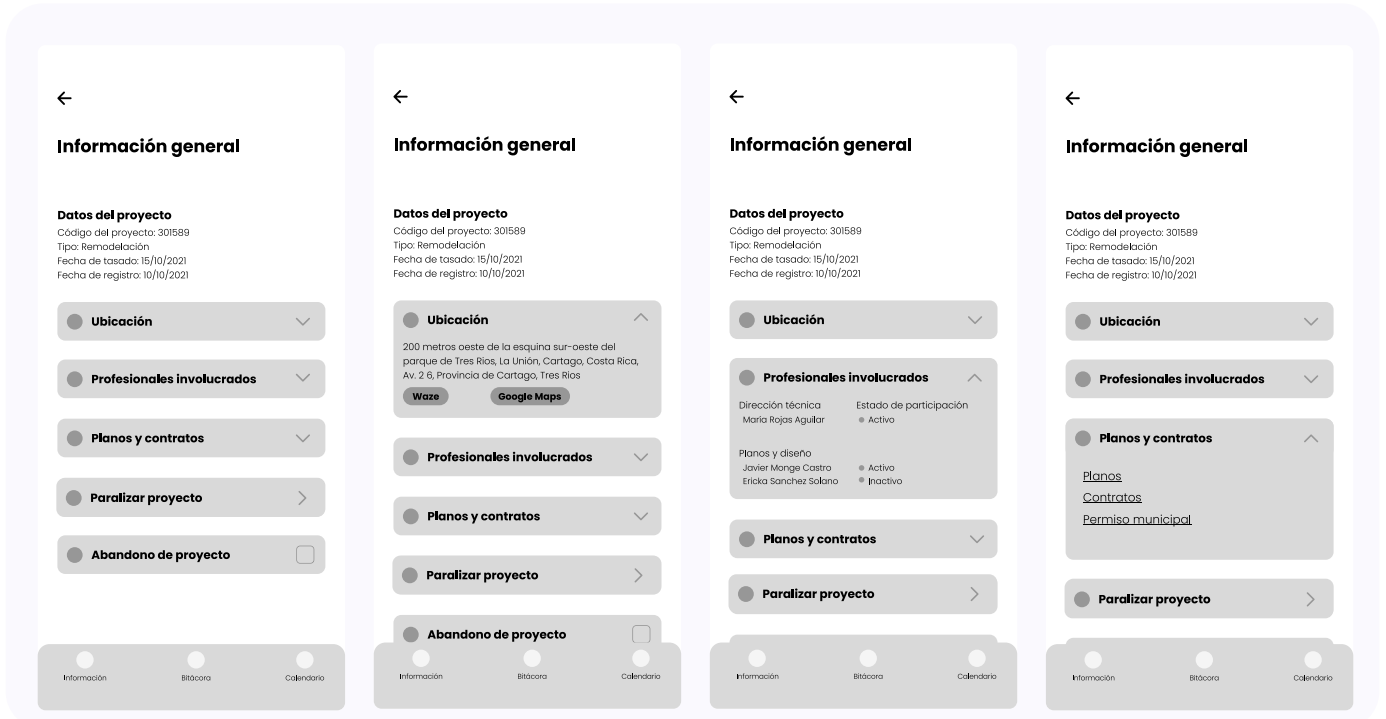 Información general
Datos del proyecto
Código del proyecto: 301589
Tipo: Remodelación
Fecha de tasado: 15/10/2021
Fecha de registro: 10/10/2021
Ubicación
Profesionales involucrados
Planos y contratos
Paralizar proyecto
Abandono de proyecto
Información
Bitácora
Calendario
Información general
Datos del proyecto
Código del proyecto: 301589
Tipo: Remodelación
Fecha de tasado: 15/10/2021
Fecha de registro: 10/10/2021
Ubicación
200 metros oeste de la esquina sur-oeste del
parque de Tres Rios, La Unión, Cartago, Costa Rica,
Av. 2 6, Provincia de Cartago, Tres Rios
Waze
Google Maps
Profesionales involucrados
Planos y contratos
Paralizar proyecto
Abandono de proyecto
Información
Bitácora
Calendario
Información general
Datos del proyecto
Código del proyecto: 301589
Tipo: Remodelación
Fecha de tasado: 15/10/2021
Fecha de registro: 10/10/2021
Ubicación
Profesionales involucrados
Dirección técnica Estado de participación
María Rojas Aguilar Activo
Planos y diseño
Javier Monge Castro Activo
Ericka Sanchez Solano Inactivo
Planos y contratos
Paralizar proyecto
Información
Bitácora
Calendario
Información general
Datos del proyecto
Código del proyecto: 301589
Tipo: Remodelación
Fecha de tasado: 15/10/2021
Fecha de registro: 10/10/2021
Ubicación
Profesionales involucrados
Planos y contratos
Planos
Contratos
Permiso municipal
Paralizar proyecto
Información
Bitácora
Calendario